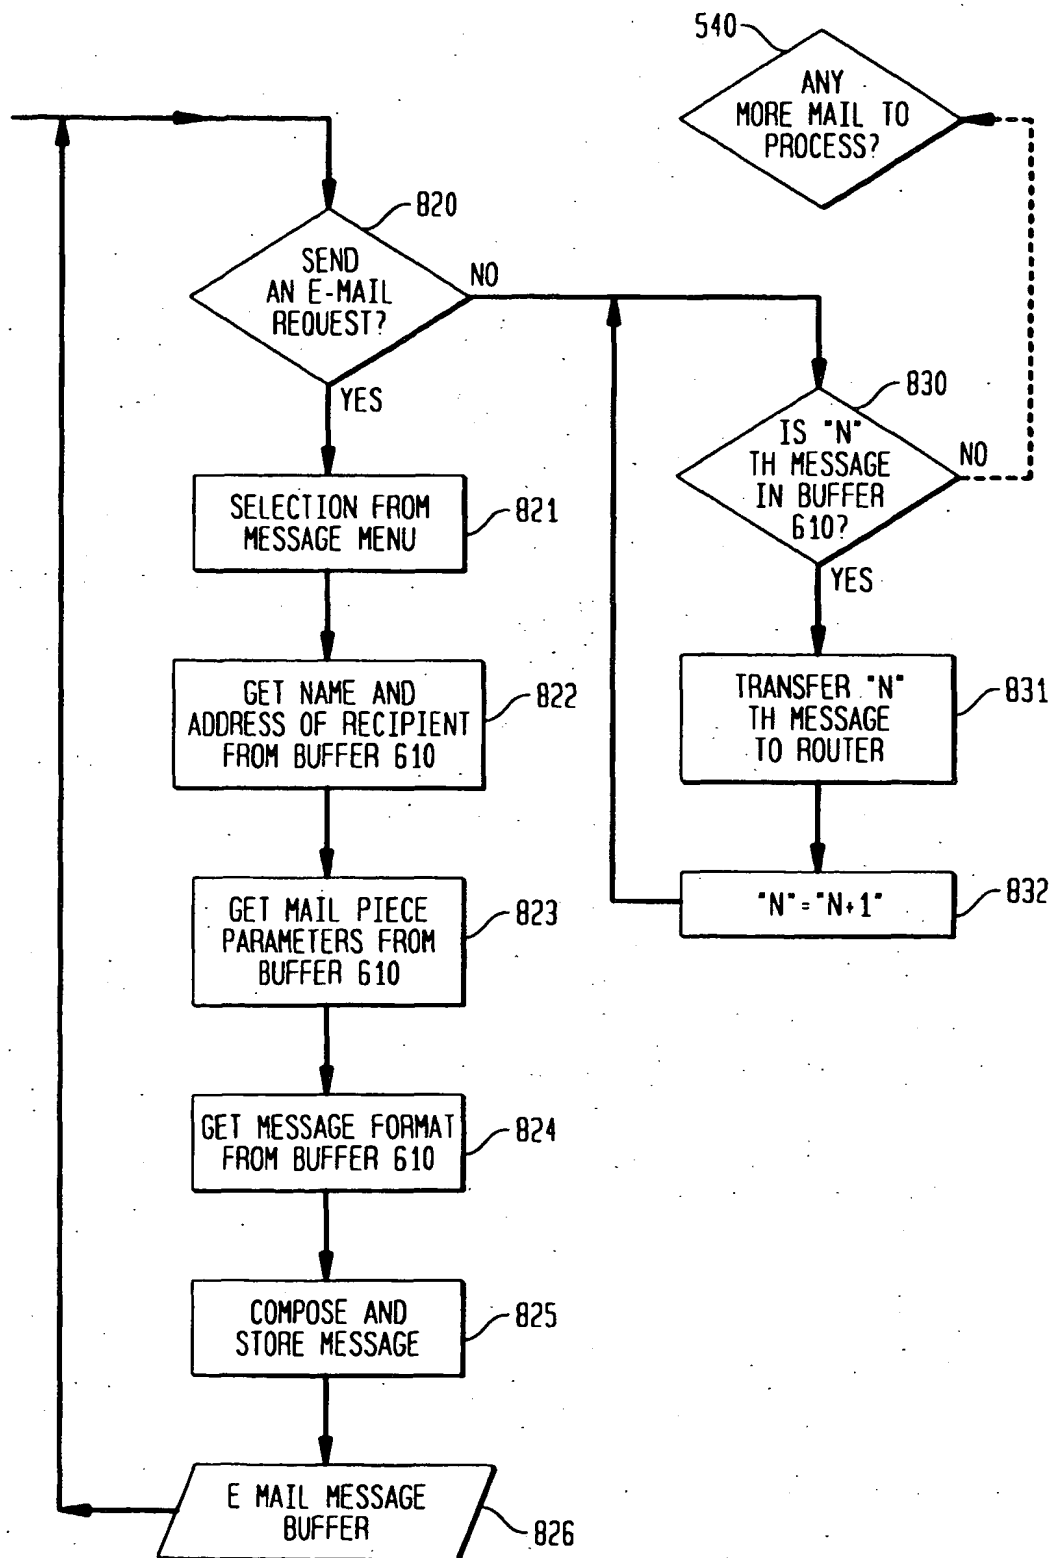 540
ANY
MORE MAIL TO
PROCESS?
820
SEND
AN E-MAIL
REQUEST?
NO
YES
830
IS "N"
TH MESSAGE
IN BUFFER
610?
NO
YES
SELECTION FROM
MESSAGE MENU
821
GET NAME AND
ADDRESS OF RECIPIENT
FROM BUFFER 610
822
TRANSFER "N"
TH MESSAGE
TO ROUTER
831
"N"="N+1"
832
GET MAIL PIECE
PARAMETERS FROM
BUFFER 610
823
GET MESSAGE FORMAT
FROM BUFFER 610
824
COMPOSE AND
STORE MESSAGE
825
E MAIL MESSAGE
BUFFER
826